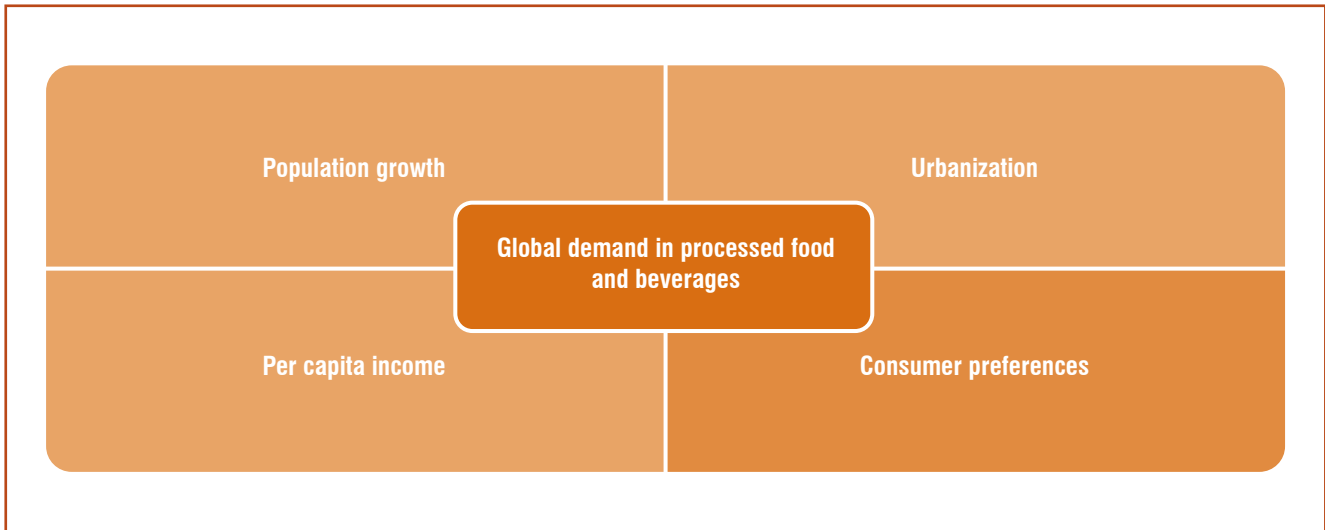 Population growth
Urbanization
Global demand in processed food
and beverages
Per capita income
Consumer preferences